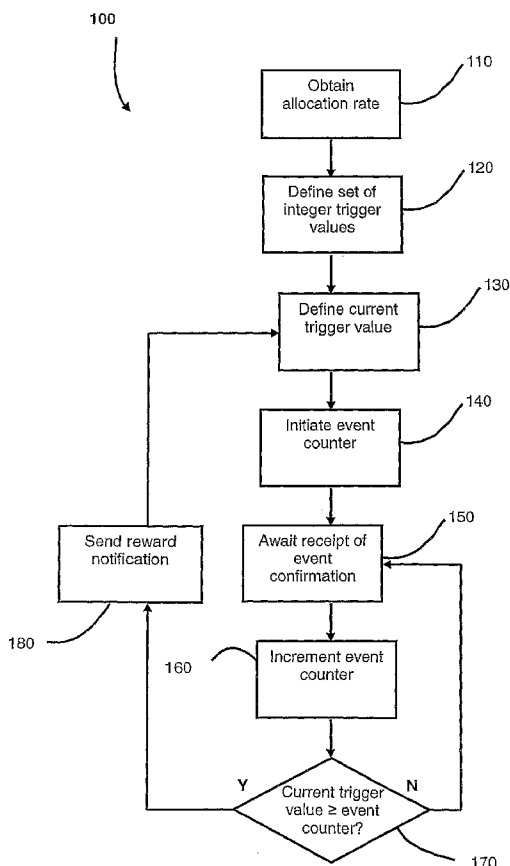 100
110
Obtain
allocation rate
120
Define set of
integer trigger
values
130
Define current
trigger value
140
Initiate event
counter
150
Send reward
notification
Await receipt of
event
confirmation
180
160
Increment event
counter
Y
N
Current trigger
value ≥ event
counter?
170